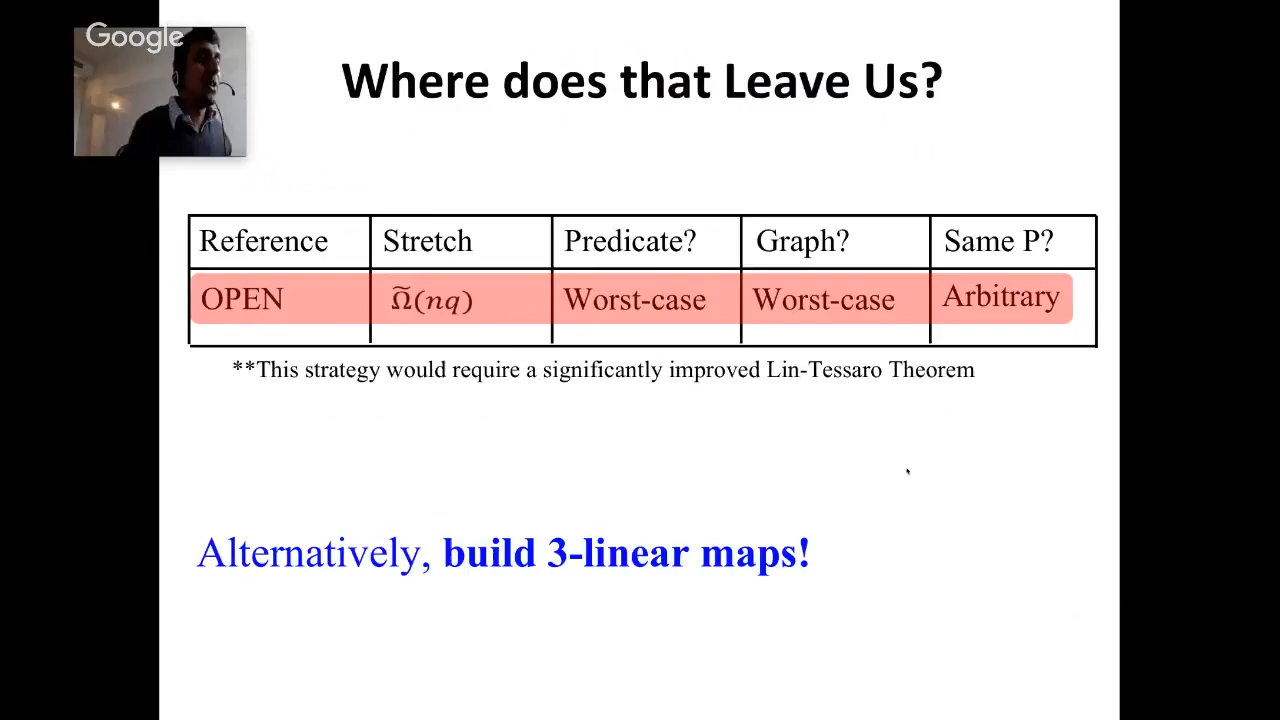 Google
Where does that Leave Us?
Reference Stretch Predicate? Graph? Same P?
OPEN Ω̃(nq) Worst-case Worst-case Arbitrary
**This strategy would require a significantly improved Lin-Tessaro Theorem
Alternatively, build 3-linear maps!